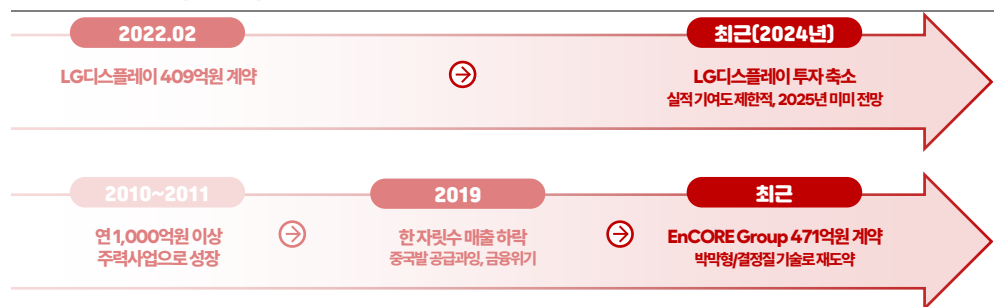 2022.02
LG디스플레이 409억원 계약
최근(2024년)
LG디스플레이 투자 축소
실적 기여도 제한적, 2025년 미미 전망
2010~2011
연 1,000억원 이상
주력사업으로 성장
2019
한 자릿수 매출 하락
중국발 공급과잉, 금융위기
최근
EnCORE Group 471억원 계약
박막형/결정질 기술로 재도약